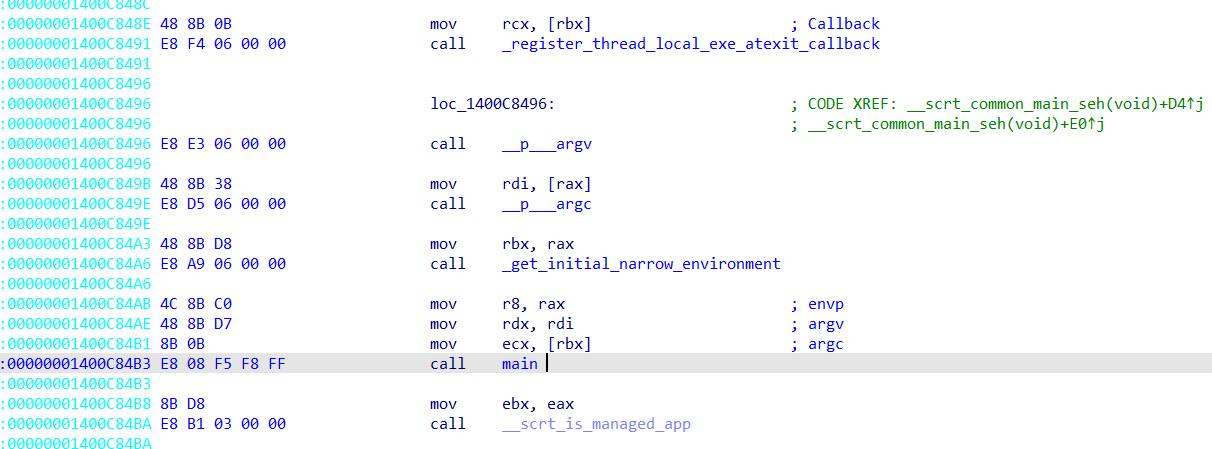 :00000001400C848C
:00000001400C848E 48 8B 0B mov rcx, [rbx] ; Callback
:00000001400C8491 E8 F4 06 00 00 call _register_thread_local_exe_atexit_callback
:00000001400C8491
:00000001400C8496
:00000001400C8496 loc_1400C8496: ; CODE XREF: __scrt_common_main_seh(void)+D4↑j
:00000001400C8496 ; __scrt_common_main_seh(void)+E0↑j
:00000001400C8496 E8 E3 06 00 00 call __p___argv
:00000001400C8496
:00000001400C849B 48 8B 38 mov rdi, [rax]
:00000001400C849E E8 D5 06 00 00 call __p___argc
:00000001400C849E
:00000001400C84A3 48 8B D8 mov rbx, rax
:00000001400C84A6 E8 A9 06 00 00 call _get_initial_narrow_environment
:00000001400C84A6
:00000001400C84AB 4C 8B C0 mov r8, rax ; envp
:00000001400C84AE 48 8B D7 mov rdx, rdi ; argv
:00000001400C84B1 8B 0B mov ecx, [rbx] ; argc
:00000001400C84B3 E8 08 F5 F8 FF call main
:00000001400C84B3
:00000001400C84B8 8B D8 mov ebx, eax
:00000001400C84BA E8 B1 03 00 00 call __scrt_is_managed_app
:00000001400C84BA